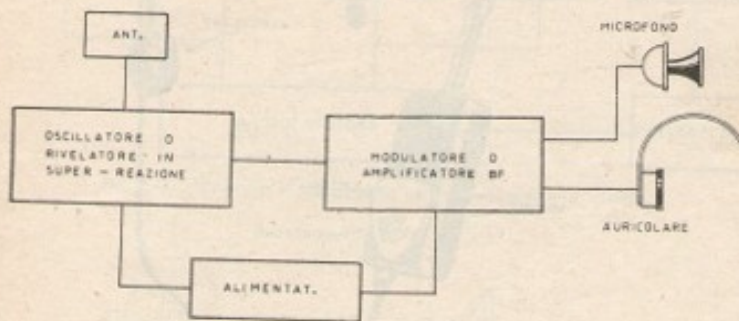 ANT.
MICROFONO
OSCILLATORE O
RIVELATORE IN
SUPER-REAZIONE
MODULATORE O
AMPLIFICATORE BF.
AURICOLARE
ALIMENTAT.